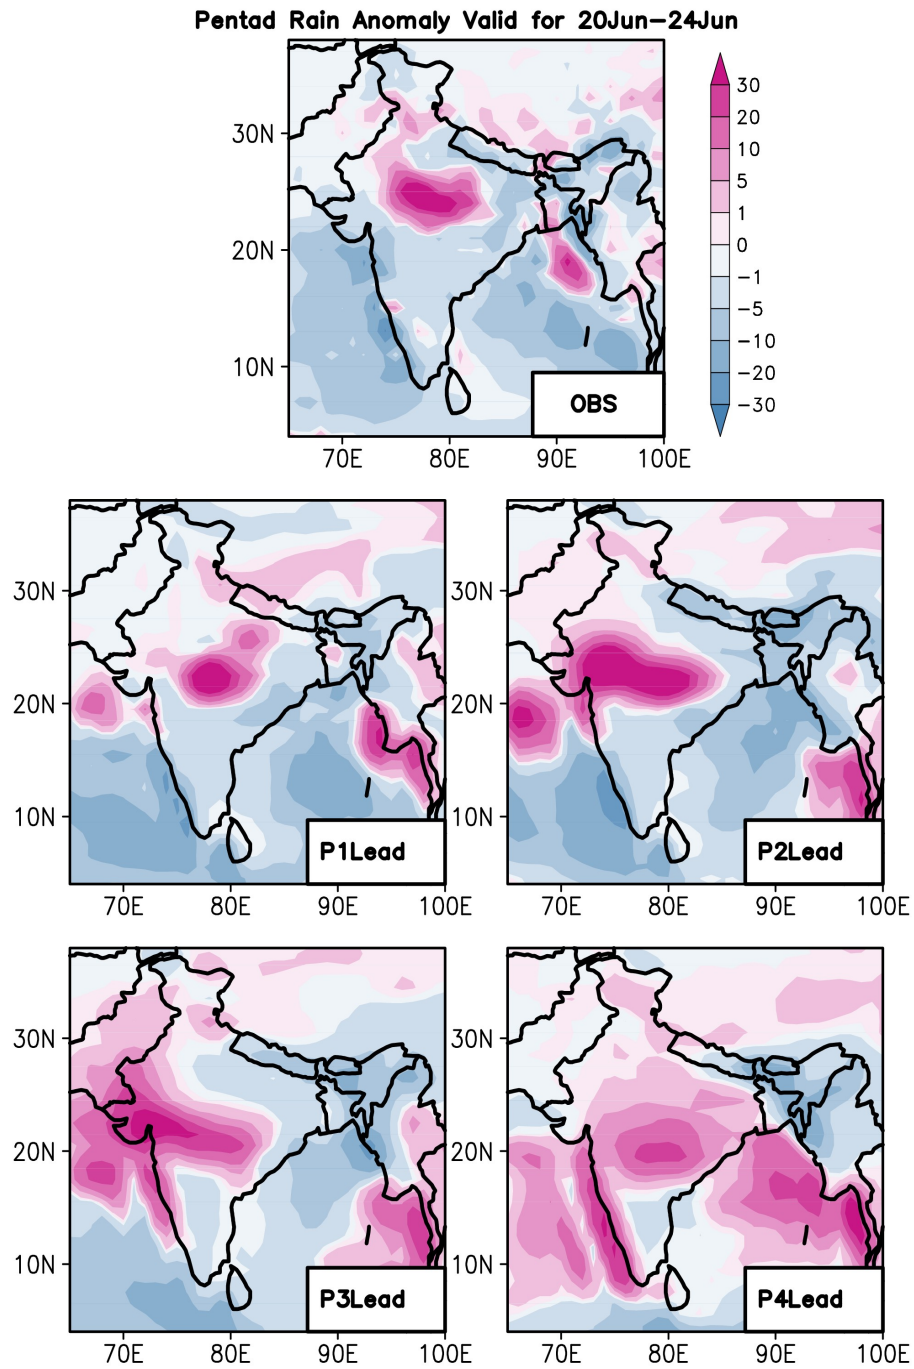 Pentad Rain Anomaly Valid for 20Jun−24Jun
30N
20N
10N
70E 80E 90E 100E
OBS
30
20
10
5
1
0
−1
−5
−10
−20
−30
30N
20N
10N
70E 80E 90E 100E
P1Lead
30N
20N
10N
70E 80E 90E 100E
P2Lead
30N
20N
10N
70E 80E 90E 100E
P3Lead
30N
20N
10N
70E 80E 90E 100E
P4Lead